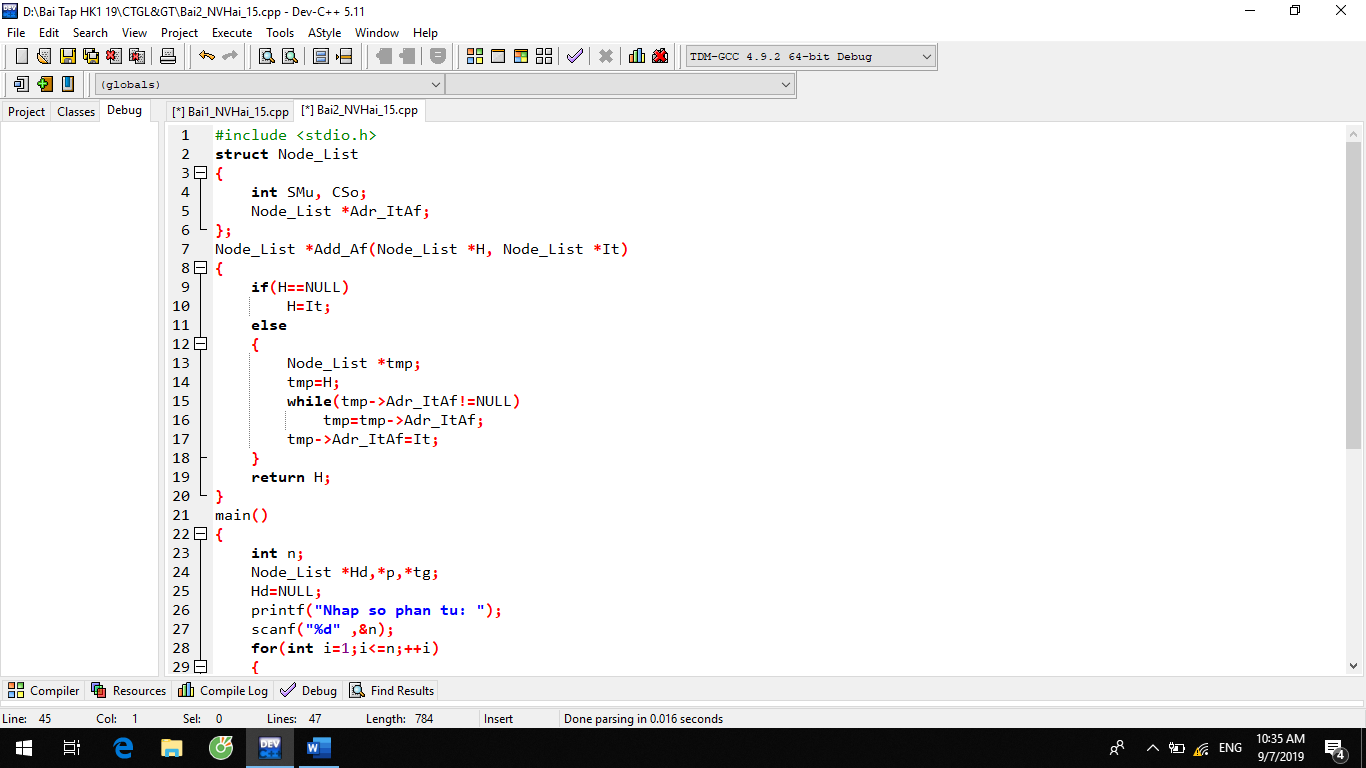 D:\Bai Tap HK1 19\CTGL&GT\Bai2_NVHai_15.cpp - Dev-C++ 5.11
File Edit Search View Project Execute Tools AStyle Window Help
TDM-GCC 4.9.2 64-bit Debug
(globals)
Project Classes Debug
[*] Bai1_NVHai_15.cpp [*] Bai2_NVHai_15.cpp
1 #include <stdio.h>
2 struct Node_List
3 {
4 int SMu, CSo;
5 Node_List *Adr_ItAf;
6 };
7 Node_List *Add_Af(Node_List *H, Node_List *It)
8 {
9 if(H==NULL)
10 H=It;
11 else
12 {
13 Node_List *tmp;
14 tmp=H;
15 while(tmp->Adr_ItAf!=NULL)
16 tmp=tmp->Adr_ItAf;
17 tmp->Adr_ItAf=It;
18 }
19 return H;
20 }
21 main()
22 {
23 int n;
24 Node_List *Hd,*p,*tg;
25 Hd=NULL;
26 printf("Nhap so phan tu: ");
27 scanf("%d" ,&n);
28 for(int i=1;i<=n;++i)
29 {
Compiler Resources Compile Log Debug Find Results
Line: 45 Col: 1 Sel: 0 Lines: 47 Length: 784 Insert Done parsing in 0.016 seconds
DEV W ENG 10:35 AM
9/7/2019 4